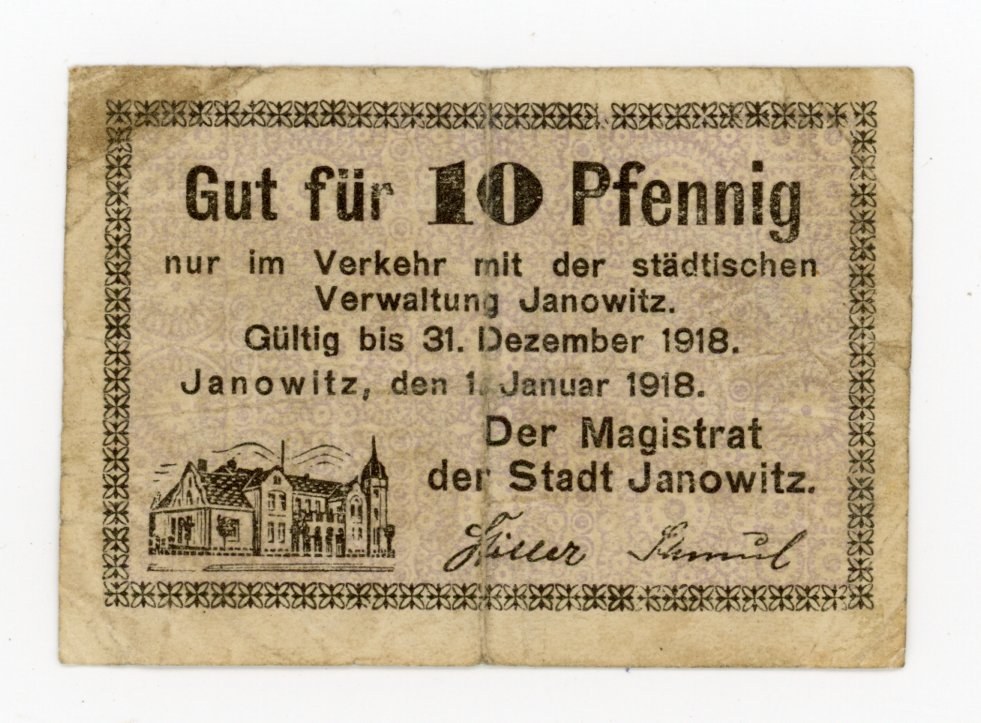 Gut für 10 Pfennig
nur im Verkehr mit der städtischen
Verwaltung Janowitz.
Gültig bis 31. Dezember 1918.
Janowitz, den 1. Januar 1918.
Der Magistrat
der Stadt Janowitz.